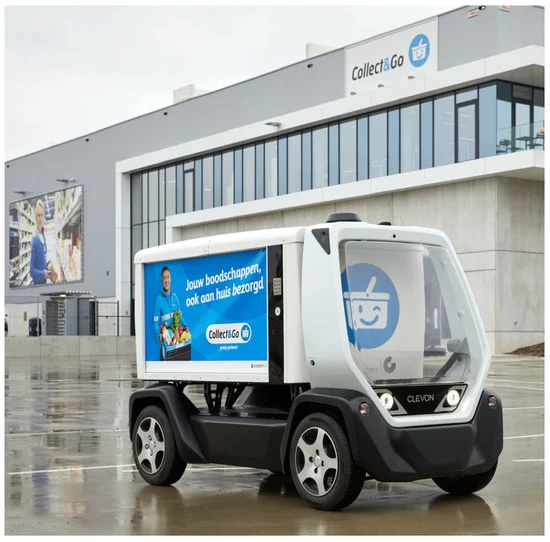 Collect&Go
Jouw boodschappen,
ook aan huis bezorgd
Collect&Go
CLEVON